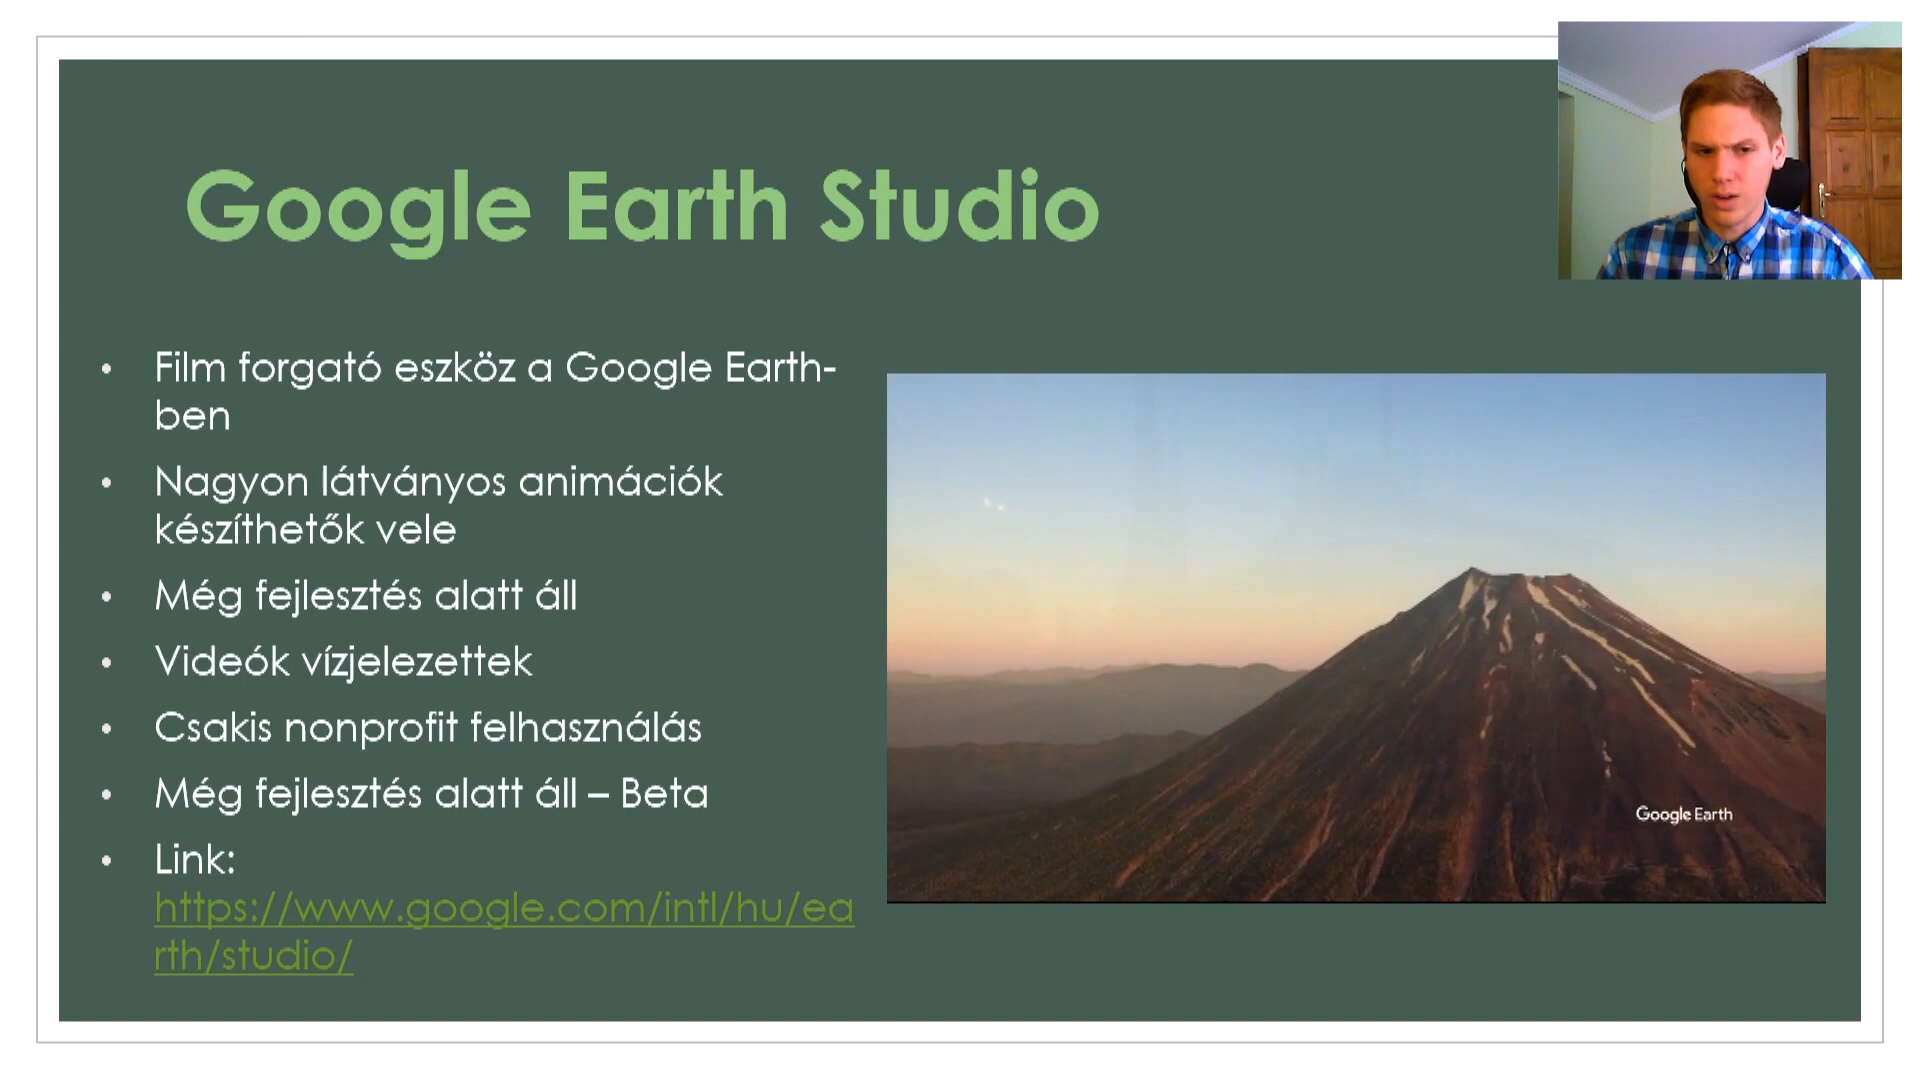 Google Earth Studio
• Film forgató eszköz a Google Earth-
ben
• Nagyon látványos animációk
készíthetők vele
• Még fejlesztés alatt áll
• Videók vízjelezettek
• Csakis nonprofit felhasználás
• Még fejlesztés alatt áll – Beta
• Link:
https://www.google.com/intl/hu/ea
rth/studio/
Google Earth